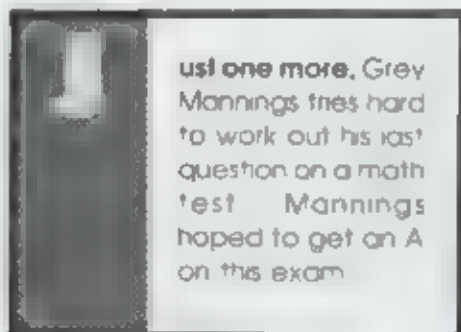 Just one more, Grey
Mannings tries hard
to work out his last
question on a math
test Mannings
hoped to get an A
on this exam